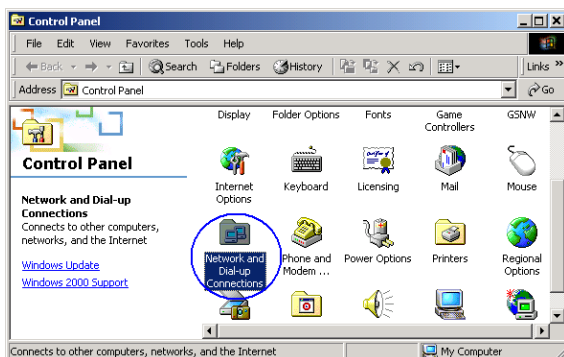 Control Panel
File Edit View Favorites Tools Help
Back Search Folders History
Links »
Address Control Panel Go
Display Folder Options Fonts Game Controllers GSNW
Control Panel
Network and Dial-up
Connections
Connects to other computers,
networks, and the Internet
Windows Update
Windows 2000 Support
Internet Options
Keyboard
Licensing
Mail
Mouse
Network and Dial-up Connections
Phone and Modem ...
Power Options
Printers
Regional Options
Connects to other computers, networks, and the Internet
My Computer